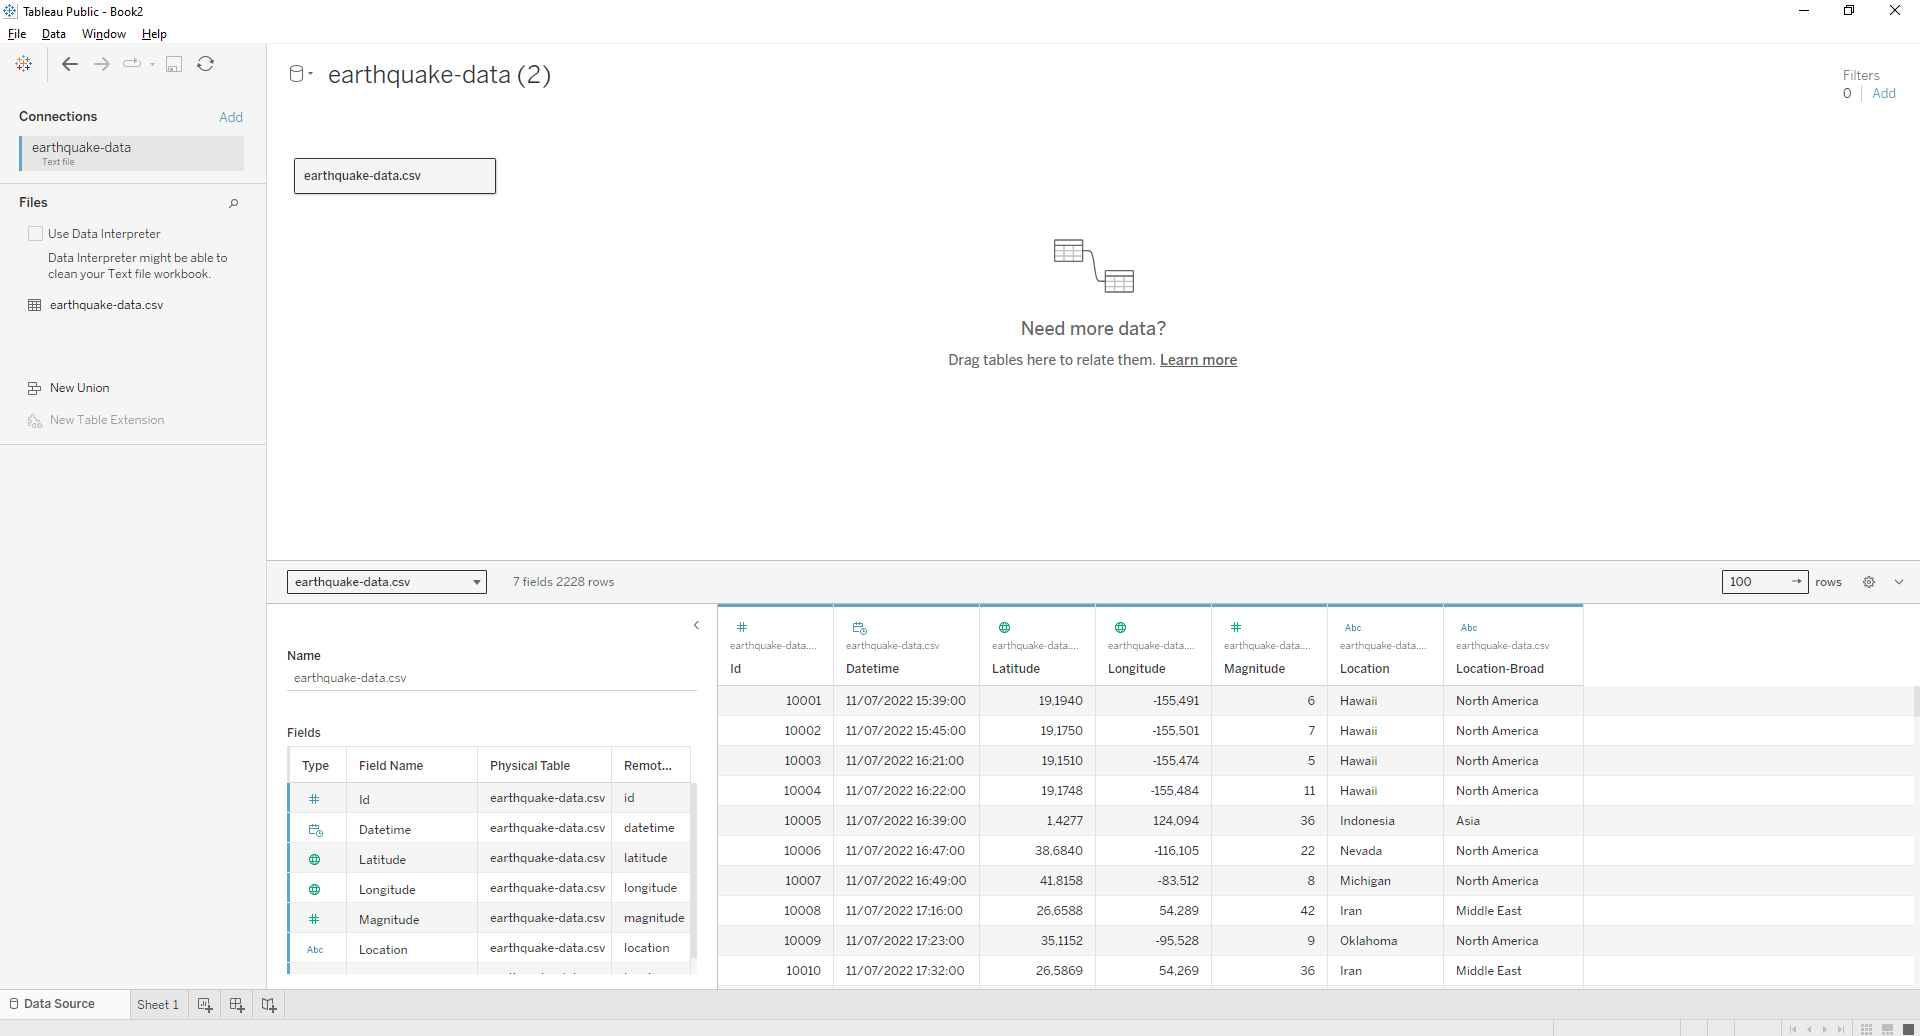 Tableau Public - Book2
File Data Window Help
Connections Add
earthquake-data
Text file
Files
Use Data Interpreter
Data Interpreter might be able to
clean your Text file workbook.
earthquake-data.csv
New Union
New Table Extension
earthquake-data (2)
Filters
0 Add
earthquake-data.csv
Need more data?
Drag tables here to relate them. Learn more
earthquake-data.csv 7 fields 2228 rows 100 rows
Name
earthquake-data.csv
Fields
Type Field Name Physical Table Remot...
Id earthquake-data.csv id
Datetime earthquake-data.csv datetime
Latitude earthquake-data.csv latitude
Longitude earthquake-data.csv longitude
Magnitude earthquake-data.csv magnitude
Abc Location earthquake-data.csv location
Abc Abc
earthquake-data.... earthquake-data.csv earthquake-data.... earthquake-data.... earthquake-data.... earthquake-data.... earthquake-data.csv
Id Datetime Latitude Longitude Magnitude Location Location-Broad
10001 11/07/2022 15:39:00 19,1940 -155,491 6 Hawaii North America
10002 11/07/2022 15:45:00 19,1750 -155,501 7 Hawaii North America
10003 11/07/2022 16:21:00 19,1510 -155,474 5 Hawaii North America
10004 11/07/2022 16:22:00 19,1748 -155,484 11 Hawaii North America
10005 11/07/2022 16:39:00 1,4277 124,094 36 Indonesia Asia
10006 11/07/2022 16:47:00 38,6840 -116,105 22 Nevada North America
10007 11/07/2022 16:49:00 41,8158 -83,512 8 Michigan North America
10008 11/07/2022 17:16:00 26,6588 54,289 42 Iran Middle East
10009 11/07/2022 17:23:00 35,1152 -95,528 9 Oklahoma North America
10010 11/07/2022 17:32:00 26,5869 54,269 36 Iran Middle East
Data Source Sheet 1